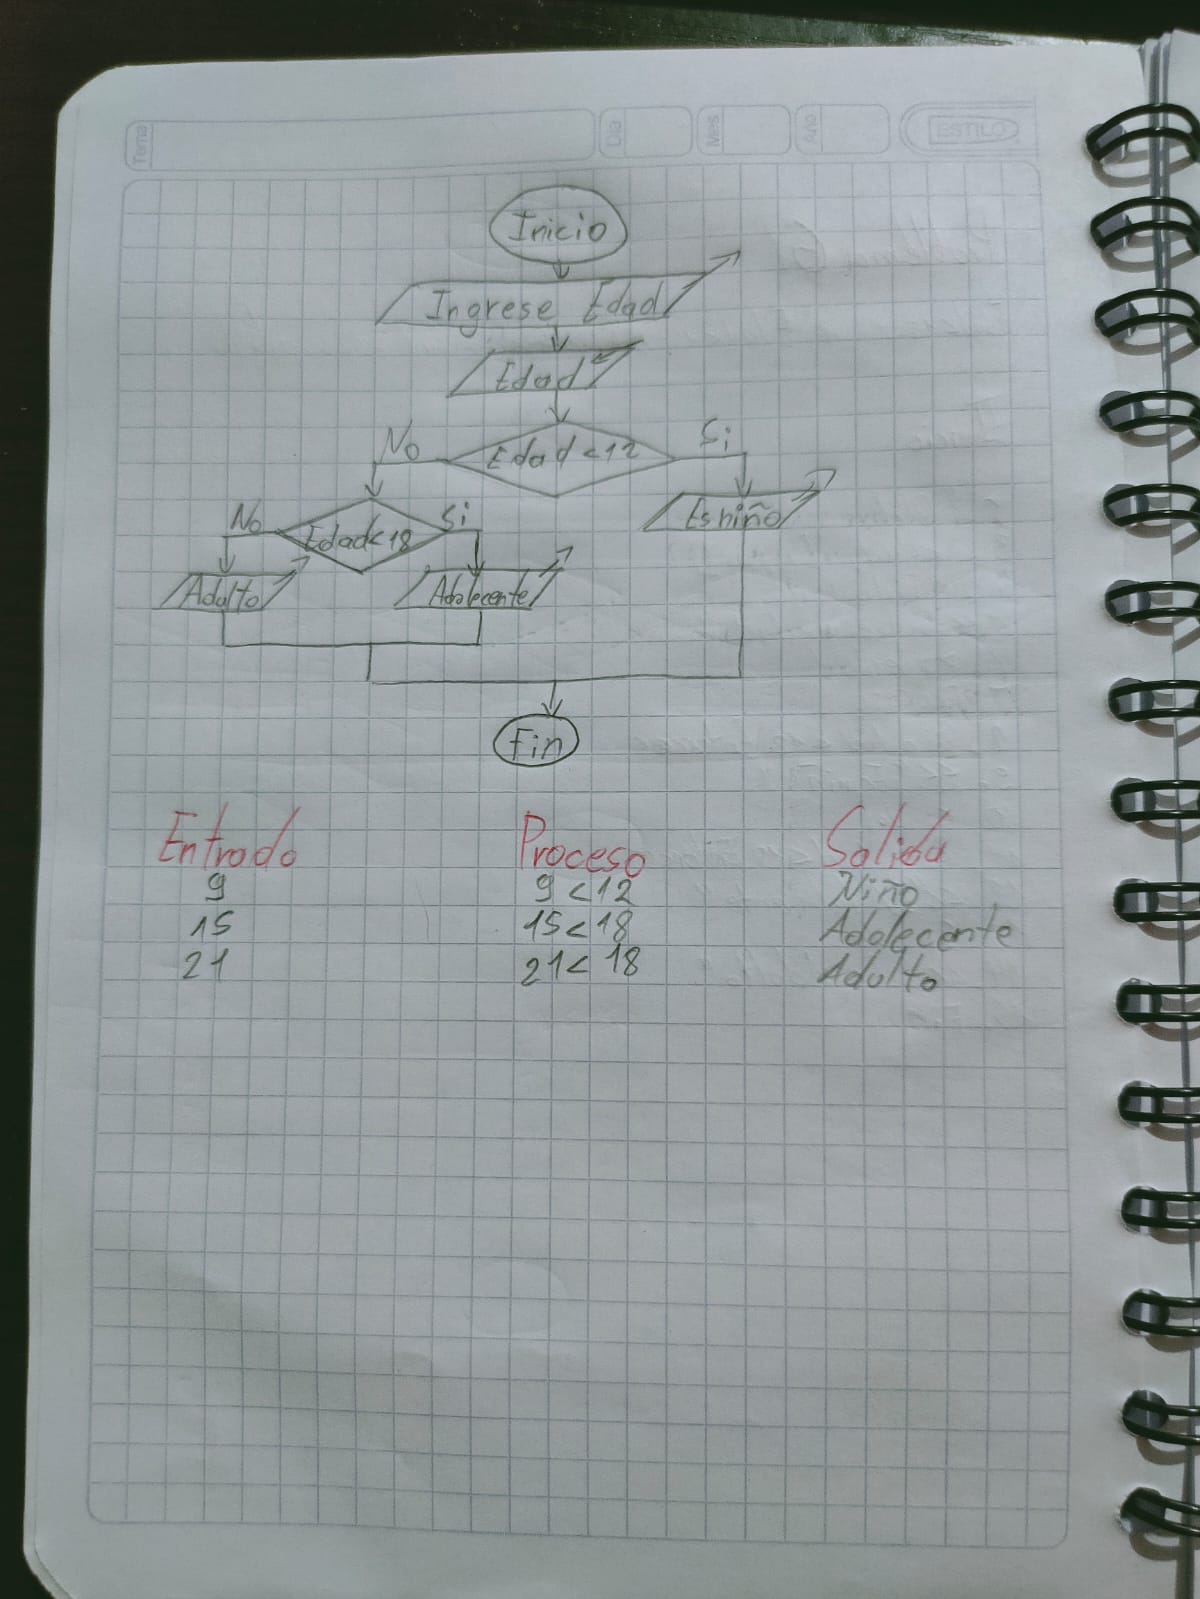 Tema Dia Mes Año ESTILO
Inicio
Ingrese Edad
Edad
No Edad < 12 Si
No Edad < 18 Si Es niño
Adulto Adolecente
Fin
Entrada Proceso Salida
9 9 < 12 Niño
15 15 < 18 Adolecente
21 21 < 18 Adulto